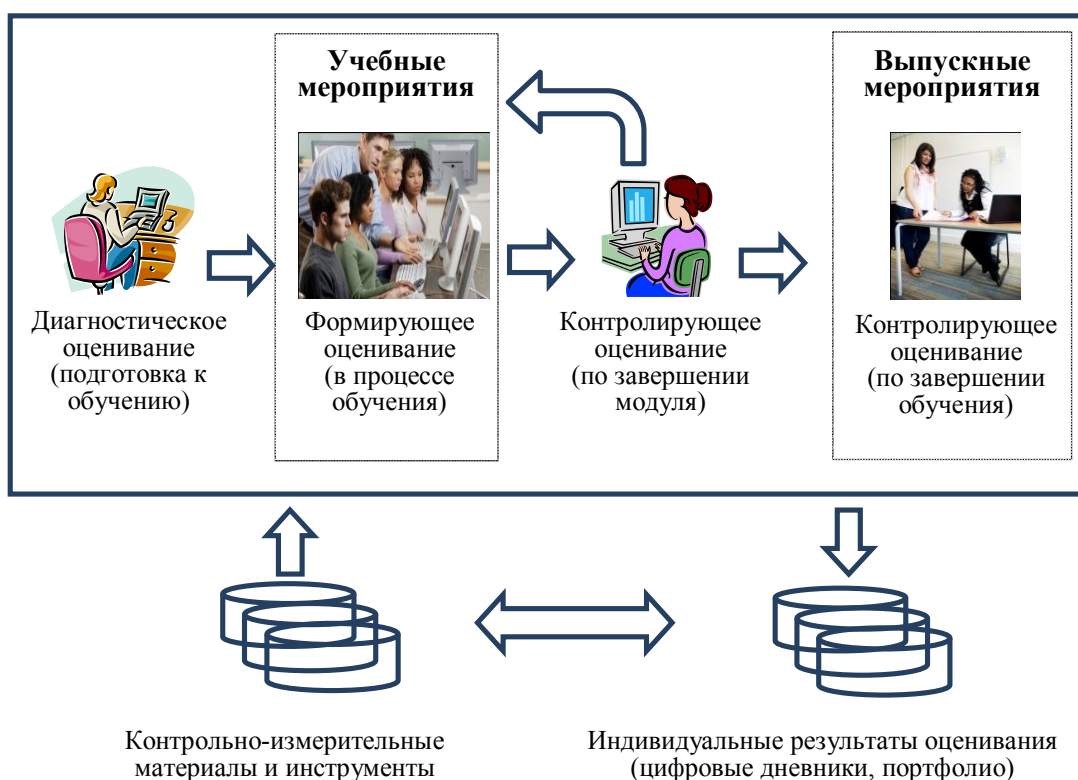 Учебные
мероприятия
Выпускные
мероприятия
Диагностическое
оценивание
(подготовка к
обучению)
Формирующее
оценивание
(в процессе
обучения)
Контролирующее
оценивание
(по завершении
модуля)
Контролирующее
оценивание
(по завершении
обучения)
Контрольно-измерительные
материалы и инструменты
Индивидуальные результаты оценивания
(цифровые дневники, портфолио)